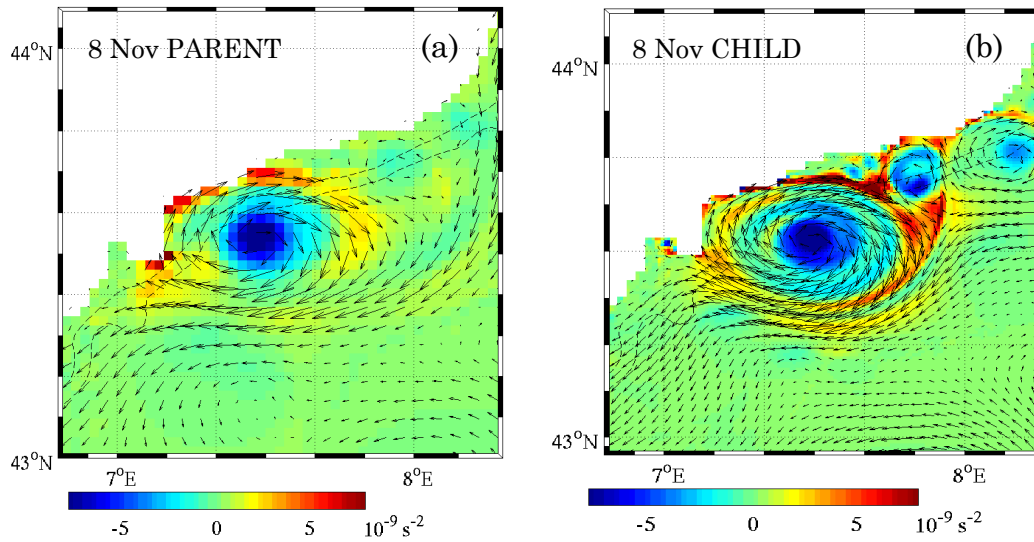 8 Nov PARENT (a)
44°N
43°N
7°E 8°E
-5 0 5 10⁻⁹ s⁻²
8 Nov CHILD (b)
44°N
43°N
7°E 8°E
-5 0 5 10⁻⁹ s⁻²